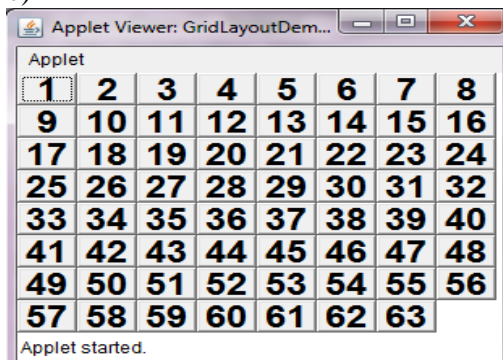 Applet Viewer: GridLayoutDem...
Applet
1 2 3 4 5 6 7 8
9 10 11 12 13 14 15 16
17 18 19 20 21 22 23 24
25 26 27 28 29 30 31 32
33 34 35 36 37 38 39 40
41 42 43 44 45 46 47 48
49 50 51 52 53 54 55 56
57 58 59 60 61 62 63
Applet started.